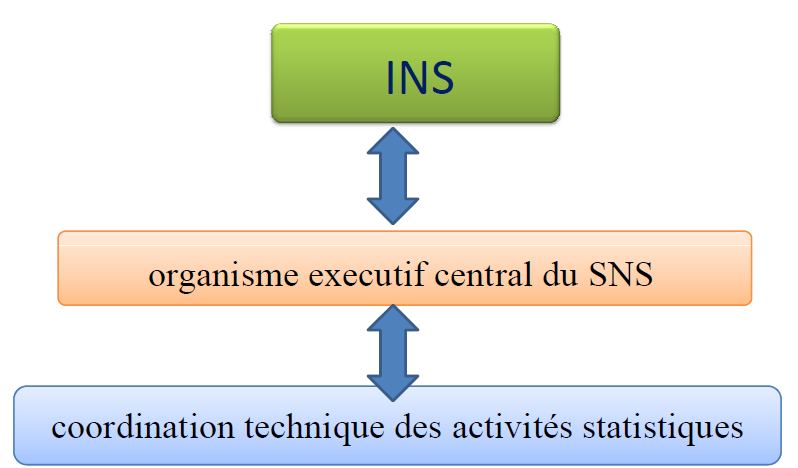 INS
organisme executif central du SNS
coordination technique des activités statistiques